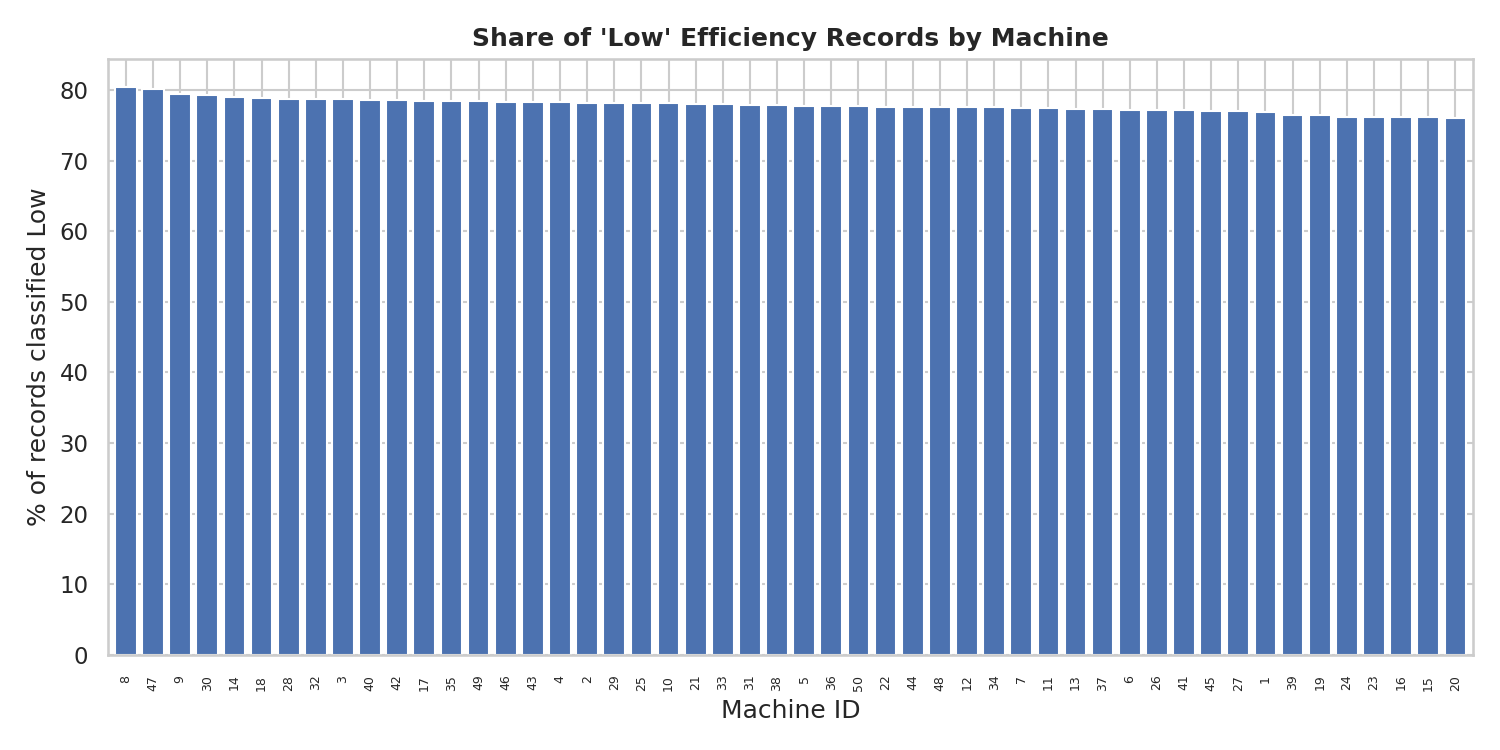 Share of 'Low' Efficiency Records by Machine
% of records classified Low
80
70
60
50
40
30
20
10
0
8 47 9 30 14 18 28 32 3 40 42 17 35 49 46 43 4 2 29 25 10 21 33 31 38 5 36 50 22 44 48 12 34 7 11 13 37 6 26 41 45 27 1 39 19 24 23 16 15 20
Machine ID